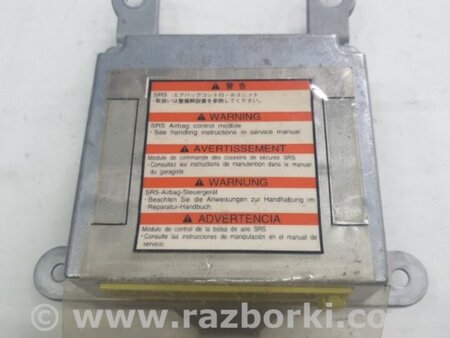 ⚠ 警告
SRS エアバッグコントロールユニット
・取扱いは整備解説書を参照してください。
⚠ WARNING
SRS Airbag control module
・See handling instructions in service manual.
⚠ AVERTISSEMENT
Module de commande des coussins de sécurité SRS
・Consultez les instructions de manutention dans la manuel
du garagiste.
⚠ WARNUNG
SRS-Airbag-Steuergerät
・Beachten Sie die Anweisungen zur Handhabung im
Reparatur-Handbuch.
⚠ ADVERTENCIA
Module de control de la bolsa de aire SRS
・Consulte las instrucciones de manipulación en el manual de
servicio.
www.razborki.com